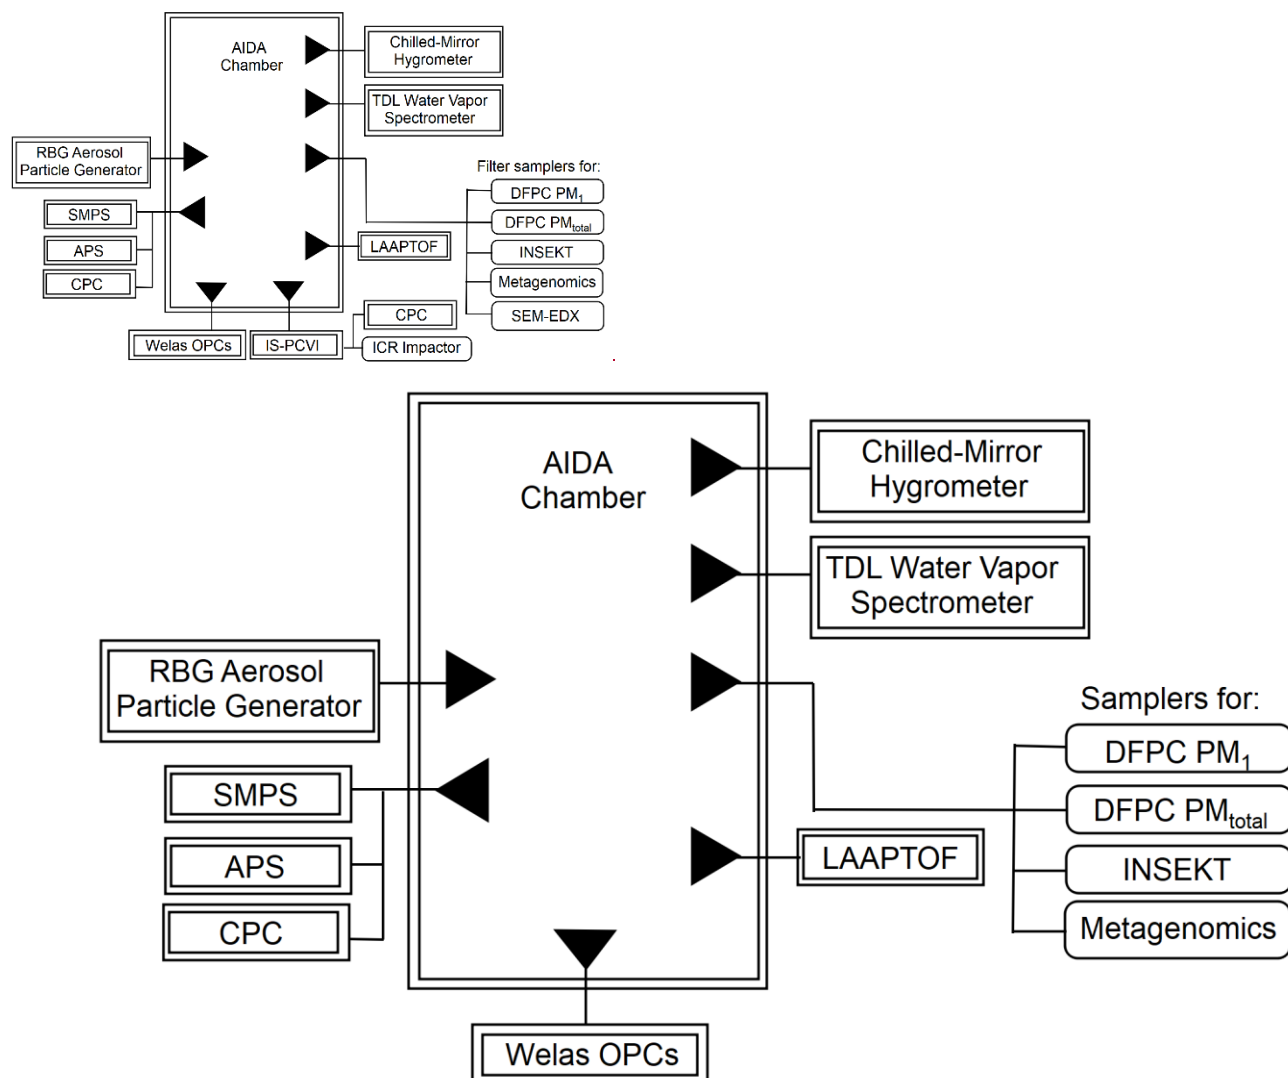 AIDA
Chamber
Chilled-Mirror
Hygrometer
TDL Water Vapor
Spectrometer
RBG Aerosol
Particle Generator
Filter samplers for:
DFPC PM1
SMPS
DFPC PMtotal
APS
LAAPTOF
INSEKT
CPC
Metagenomics
CPC
SEM-EDX
Welas OPCs
IS-PCVI
ICR Impactor
AIDA
Chamber
Chilled-Mirror
Hygrometer
TDL Water Vapor
Spectrometer
RBG Aerosol
Particle Generator
Samplers for:
DFPC PM1
SMPS
DFPC PMtotal
APS
LAAPTOF
INSEKT
CPC
Metagenomics
Welas OPCs